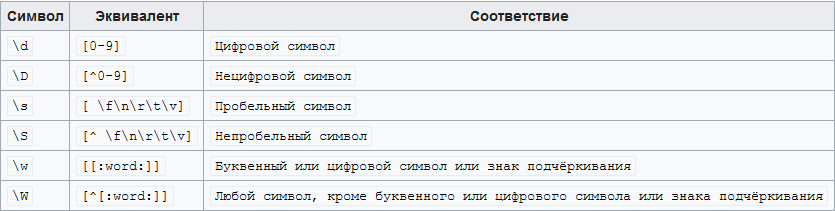 Символ Эквивалент Соответствие
\d [0-9] Цифровой символ
\D [^0-9] Нецифровой символ
\s [ \f\n\r\t\v] Пробельный символ
\S [^ \f\n\r\t\v] Непробельный символ
\w [[:word:]] Буквенный или цифровой символ или знак подчёркивания
\W [^[:word:]] Любой символ, кроме буквенного или цифрового символа или знака подчёркивания